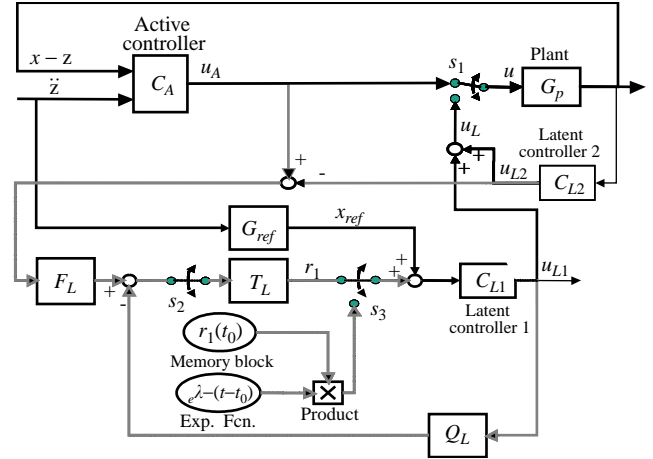 Active
controller
x − z
z̈
C_A
u_A
s_1
u
Plant
G_p
u_L
+
+
u_L2
Latent
controller 2
C_L2
+
-
G_ref
x_ref
F_L
+
-
s_2
T_L
r_1
s_3
+
+
C_L1
u_L1
Latent
controller 1
r_1(t_0)
Memory block
×
Product
e λ−(t−t_0)
Exp. Fcn.
Q_L